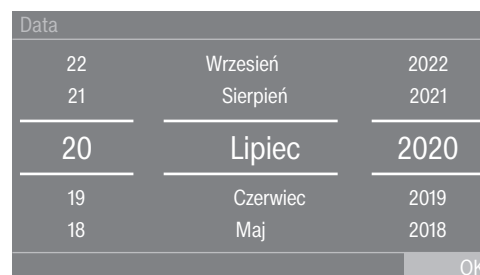 Data
22 Wrzesień 2022
21 Sierpień 2021
20 Lipiec 2020
19 Czerwiec 2019
18 Maj 2018
OK